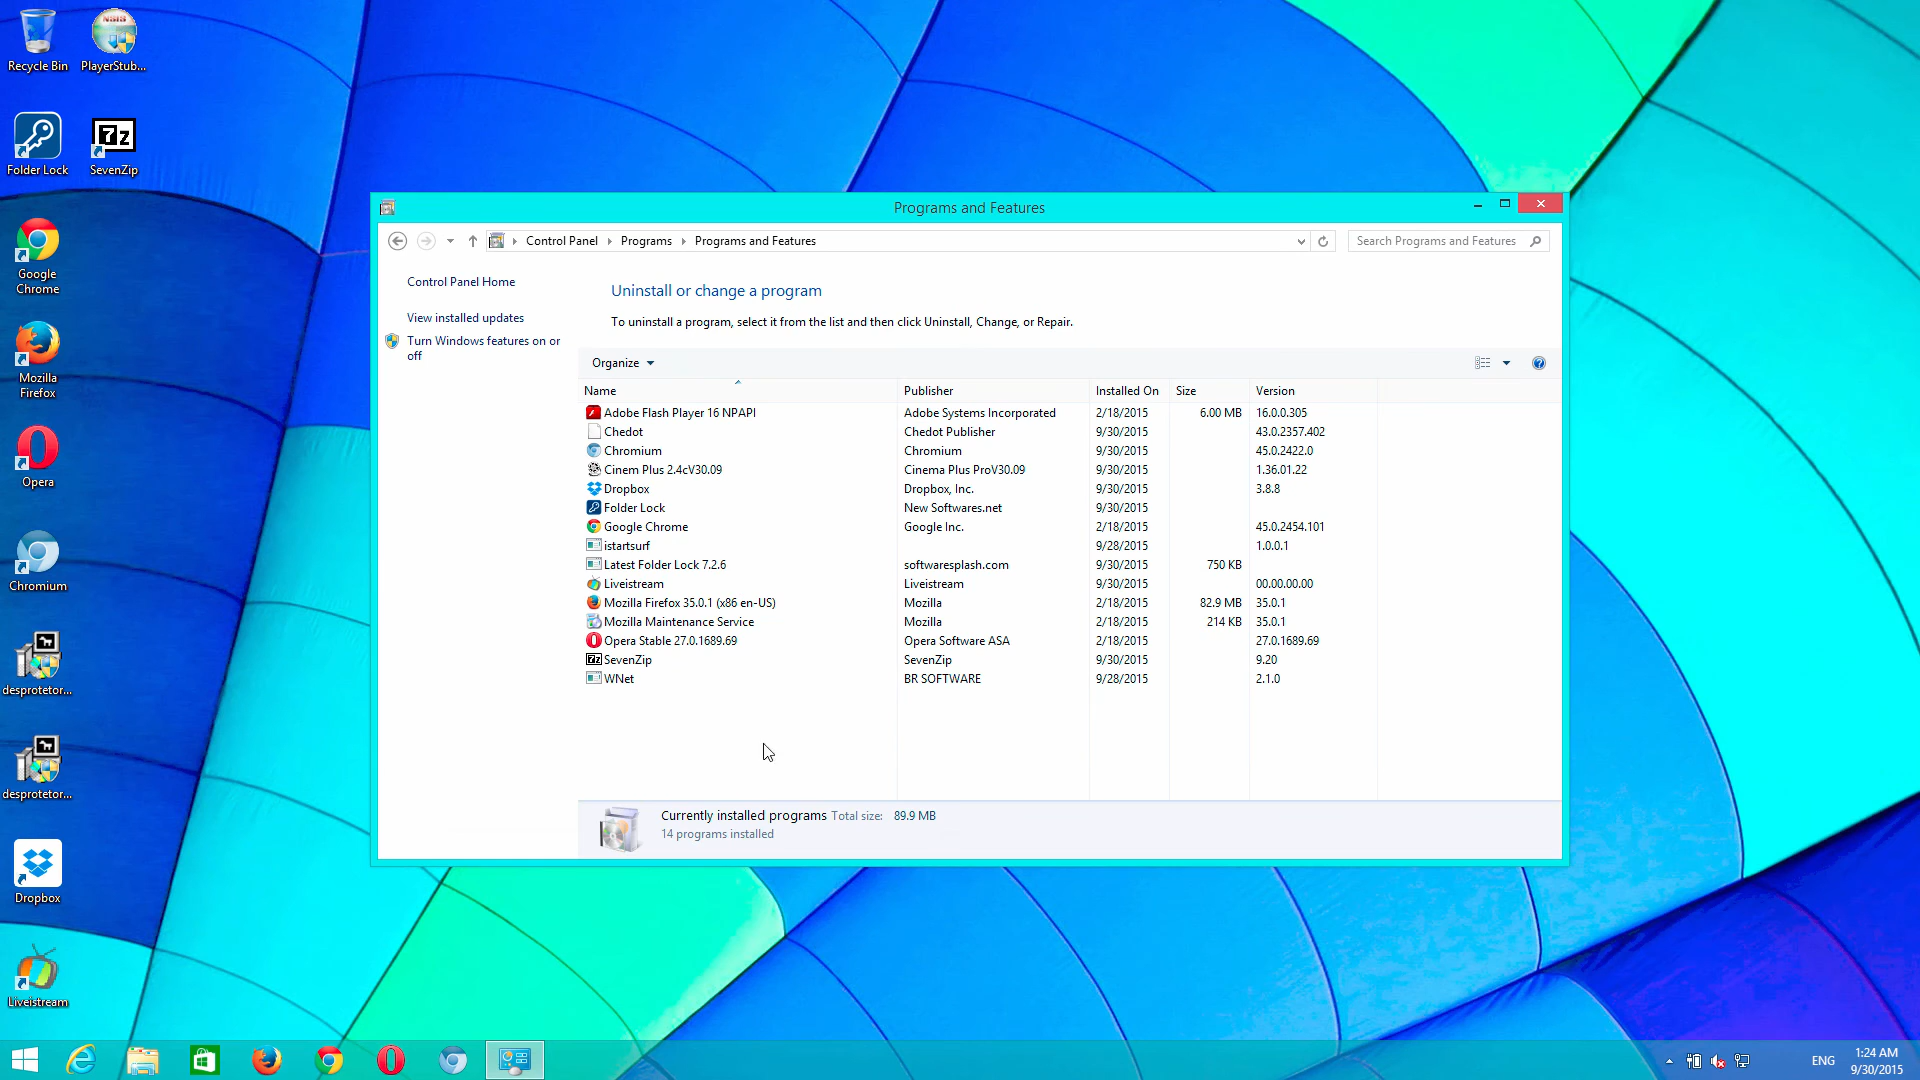 Recycle Bin
PlayerStub...
Folder Lock
7z
SevenZip
Google
Chrome
Mozilla
Firefox
Opera
Chromium
desprotetor...
desprotetor...
Dropbox
Liveistream
Programs and Features
Control Panel
Programs
Programs and Features
Search Programs and Features
Control Panel Home
View installed updates
Turn Windows features on or
off
Uninstall or change a program
To uninstall a program, select it from the list and then click Uninstall, Change, or Repair.
Organize
Name Publisher Installed On Size Version
Adobe Flash Player 16 NPAPI Adobe Systems Incorporated 2/18/2015 6.00 MB 16.0.0.305
Chedot Chedot Publisher 9/30/2015 43.0.2357.402
Chromium Chromium 9/30/2015 45.0.2422.0
Cinem Plus 2.4cV30.09 Cinema Plus ProV30.09 9/30/2015 1.36.01.22
Dropbox Dropbox, Inc. 9/30/2015 3.8.8
Folder Lock New Softwares.net 9/30/2015
Google Chrome Google Inc. 2/18/2015 45.0.2454.101
istartsurf 9/28/2015 1.0.0.1
Latest Folder Lock 7.2.6 softwaresplash.com 9/30/2015 750 KB
Liveistream Liveistream 9/30/2015 00.00.00.00
Mozilla Firefox 35.0.1 (x86 en-US) Mozilla 2/18/2015 82.9 MB 35.0.1
Mozilla Maintenance Service Mozilla 2/18/2015 214 KB 35.0.1
Opera Stable 27.0.1689.69 Opera Software ASA 2/18/2015 27.0.1689.69
7z SevenZip SevenZip 9/30/2015 9.20
WNet BR SOFTWARE 9/28/2015 2.1.0
Currently installed programs Total size: 89.9 MB
14 programs installed
ENG
1:24 AM
9/30/2015